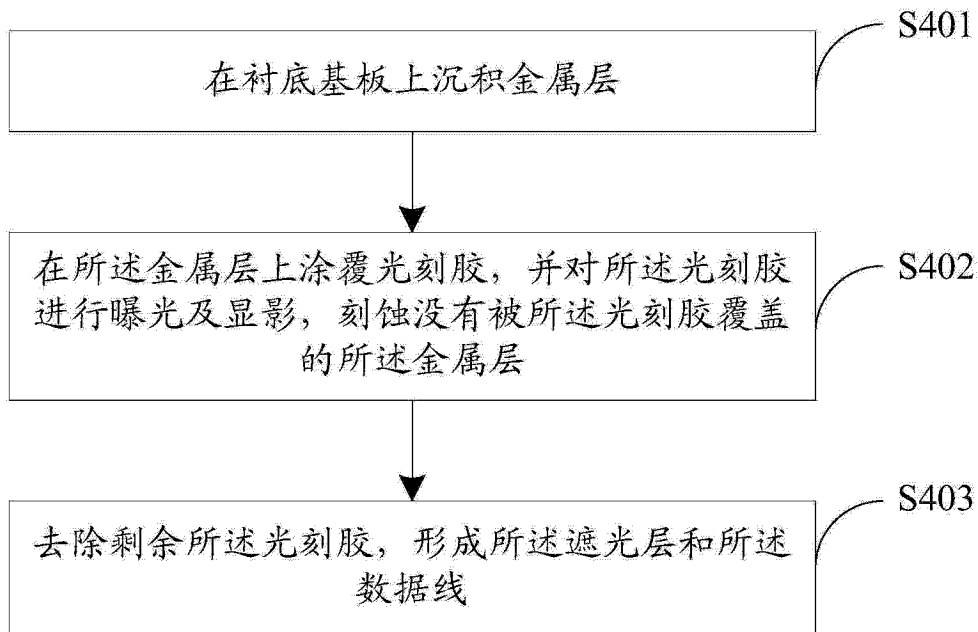 S401
在衬底基板上沉积金属层
在所述金属层上涂覆光刻胶，并对所述光刻胶
进行曝光及显影，刻蚀没有被所述光刻胶覆盖
的所述金属层
S402
去除剩余所述光刻胶，形成所述遮光层和所述
数据线
S403